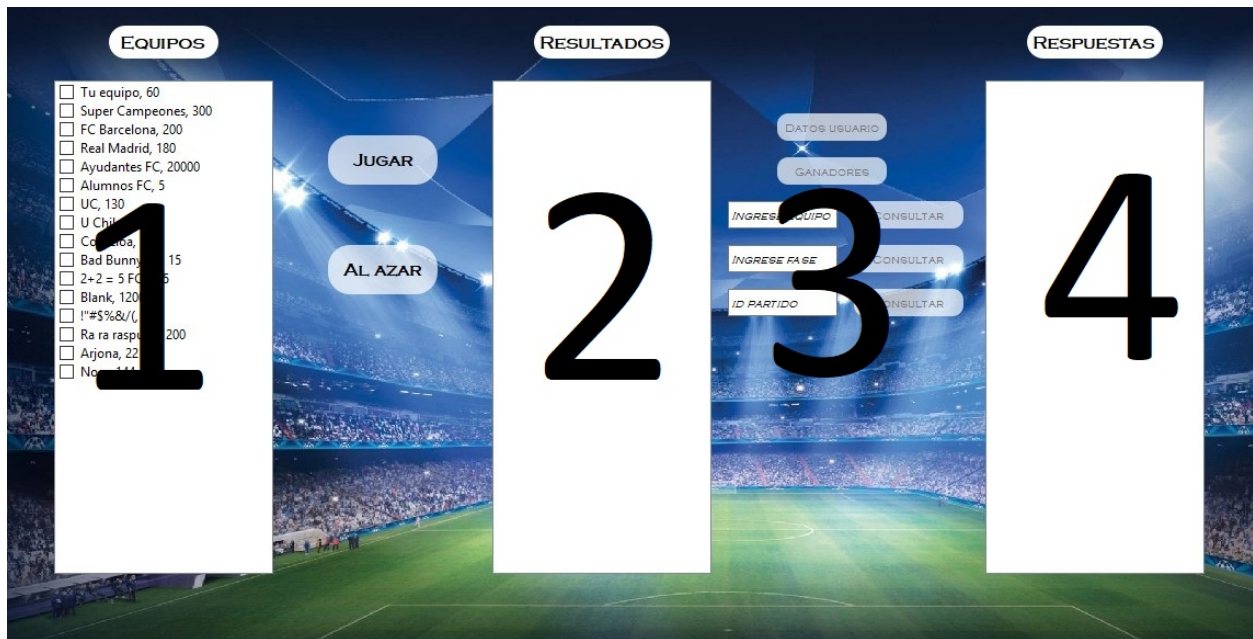 EQUIPOS
Tu equipo, 60
Super Campeones, 300
FC Barcelona, 200
Real Madrid, 180
Ayudantes FC, 20000
Alumnos FC, 5
UC, 130
U
Bad 15
2+2 = 5
Blank,
!"#$%&/(,
Ra ra 200
Arjona, 22
1
JUGAR
AL AZAR
RESULTADOS
2
DATOS USUARIO
GANADORES
INGRESE EQUIPO CONSULTAR
INGRESE FASE CONSULTAR
ID PARTIDO CONSULTAR
3
RESPUESTAS
4